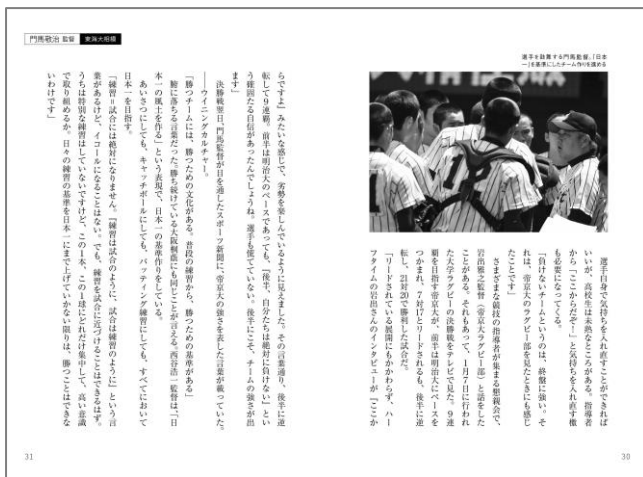 選手を鼓舞する門馬監督。「日本
一」を基準にしたチーム作りを進める
選手自身で気持ちを入れ直すことができれば
いいが、高校生は未熟なところがある。指導者
から「ここからだぞ!」と気持ちを入れ直す檄
も必要になってくる。
「負けないチームというのは、終盤に強い。そ
れは、帝京大のラグビー部を見たときにも感じ
たことです」
さまざまな競技の指導者が集まる懇親会で、
岩出雅之監督(帝京大ラグビー部)と話をした
ことがある。それもあって、1月7日に行われ
た大学ラグビーの決勝戦をテレビで見た。9連
覇を目指す帝京大が、前半は明治大にペースを
つかまれ、7対17とリードされるも、後半に逆
転し、21対20で勝利した試合だ。
「リードされている展開にもかかわらず、ハー
フタイムの岩出さんのインタビューが『ここか
30
門馬敬治 監督 東海大相模
らですよ』みたいな感じで、劣勢を楽しんでいるように見えました。その言葉通り、後半に逆
転して9連覇。前半は明治大のペースであっても、『後半、自分たちは絶対に負けない』とい
う確固たる自信があったんでしょうね。選手も慌てていない。後半にこそ、チームの強さが出
ます」
決勝戦翌日、門馬監督が目を通したスポーツ新聞に、帝京大の強さを表した言葉が載っていた。
――ウイニングカルチャー。
「勝つチームには、勝つための文化がある。普段の練習から、勝つための基準がある」
腑に落ちる言葉だった。勝ち続けている大阪桐蔭にも同じことが言える。西谷浩一監督は、「日
本一の風土を作る」という表現で、日本一の基準作りをしている。
あいさつにしても、キャッチボールにしても、バッティング練習にしても、すべてにおいて
日本一を目指す。
「練習=試合には絶対になりません。『練習は試合のように、試合は練習のように』という言
葉があるけど、イコールになることはない。でも、練習を試合に近づけることはできるはず。
うちは特別な練習はしていないですけど、この1本、この1球にどれだけ集中して、高い意識
で取り組めるか。日々の練習の基準を日本一にまで上げていかない限りは、勝つことはできな
いわけです」
31